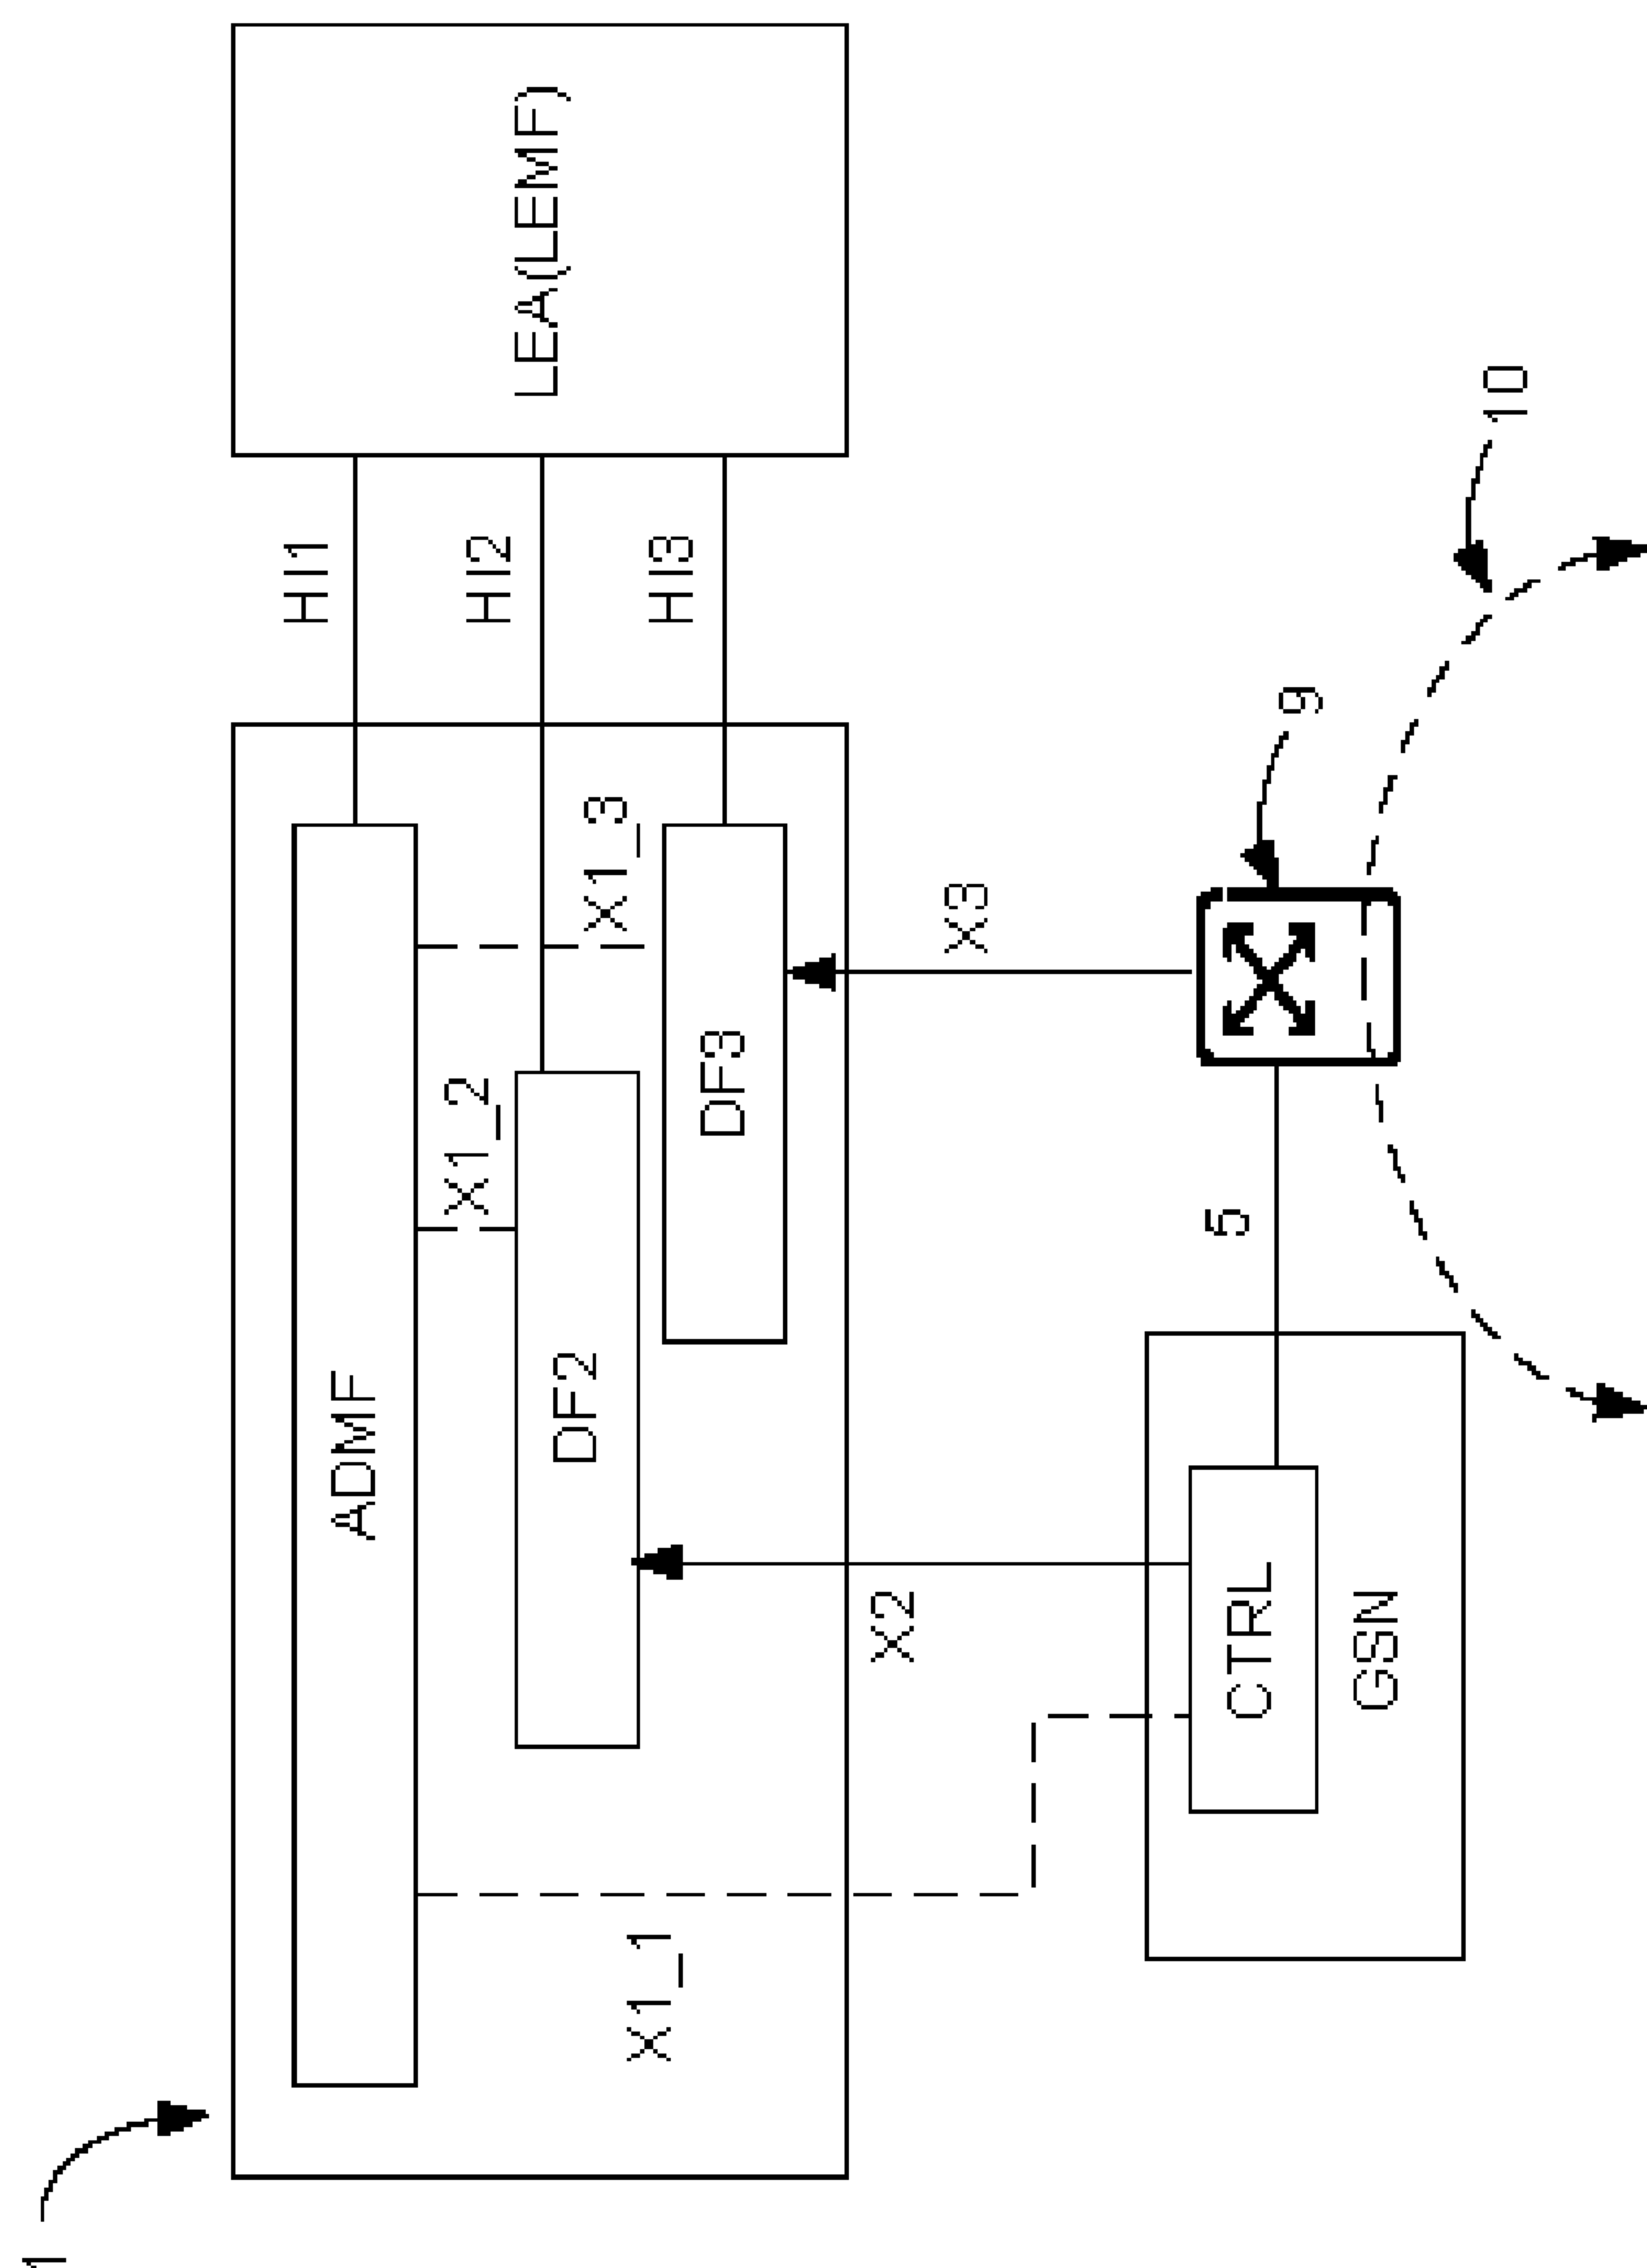 1
ADMF
HI1
LEA(LEMF)
X1_2
HI2
DF2
X1_3
X1_1
HI3
DF3
X2
X3
CTRL
5
9
GSN
10